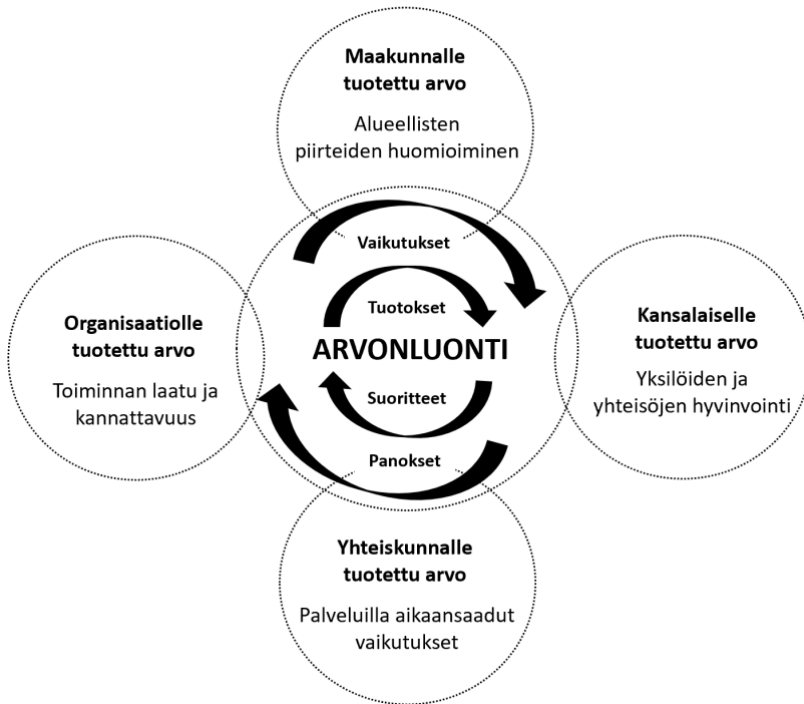 Maakunnalle
tuotettu arvo
Alueellisten
piirteiden huomioiminen
Vaikutukset
Tuotokset
Organisaatiolle
tuotettu arvo
Toiminnan laatu ja
kannattavuus
ARVONLUONTI
Kansalaiselle
tuotettu arvo
Yksilöiden ja
yhteisöjen hyvinvointi
Suoritteet
Panokset
Yhteiskunnalle
tuotettu arvo
Palveluilla aikaansaadut
vaikutukset